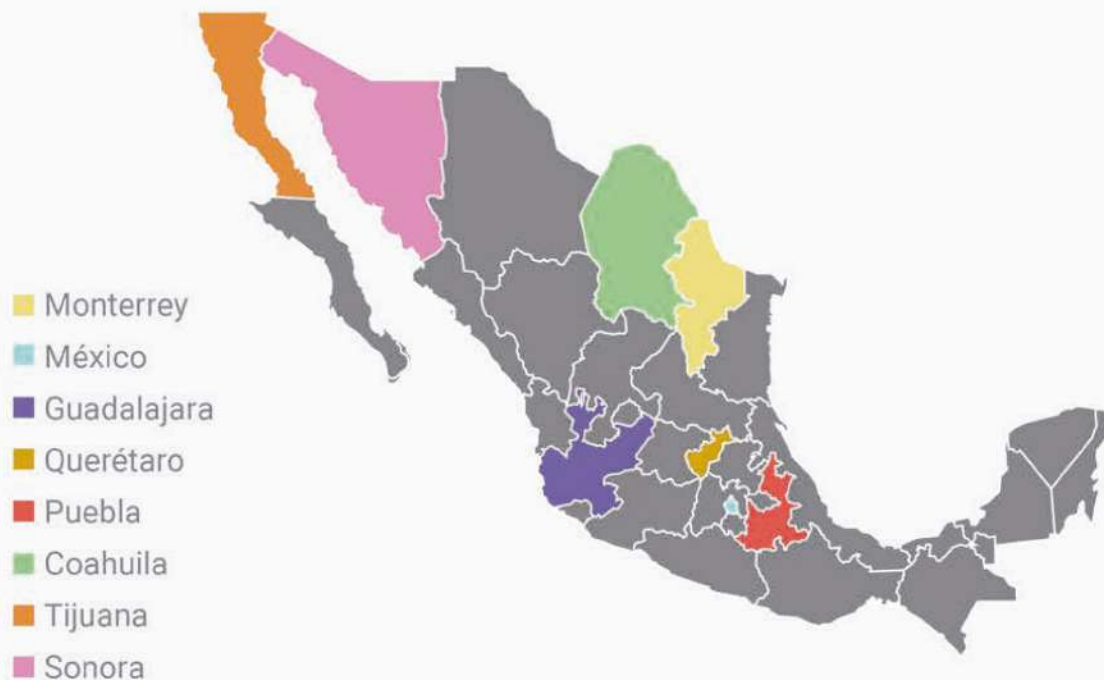 Monterrey
México
Guadalajara
Querétaro
Puebla
Coahuila
Tijuana
Sonora